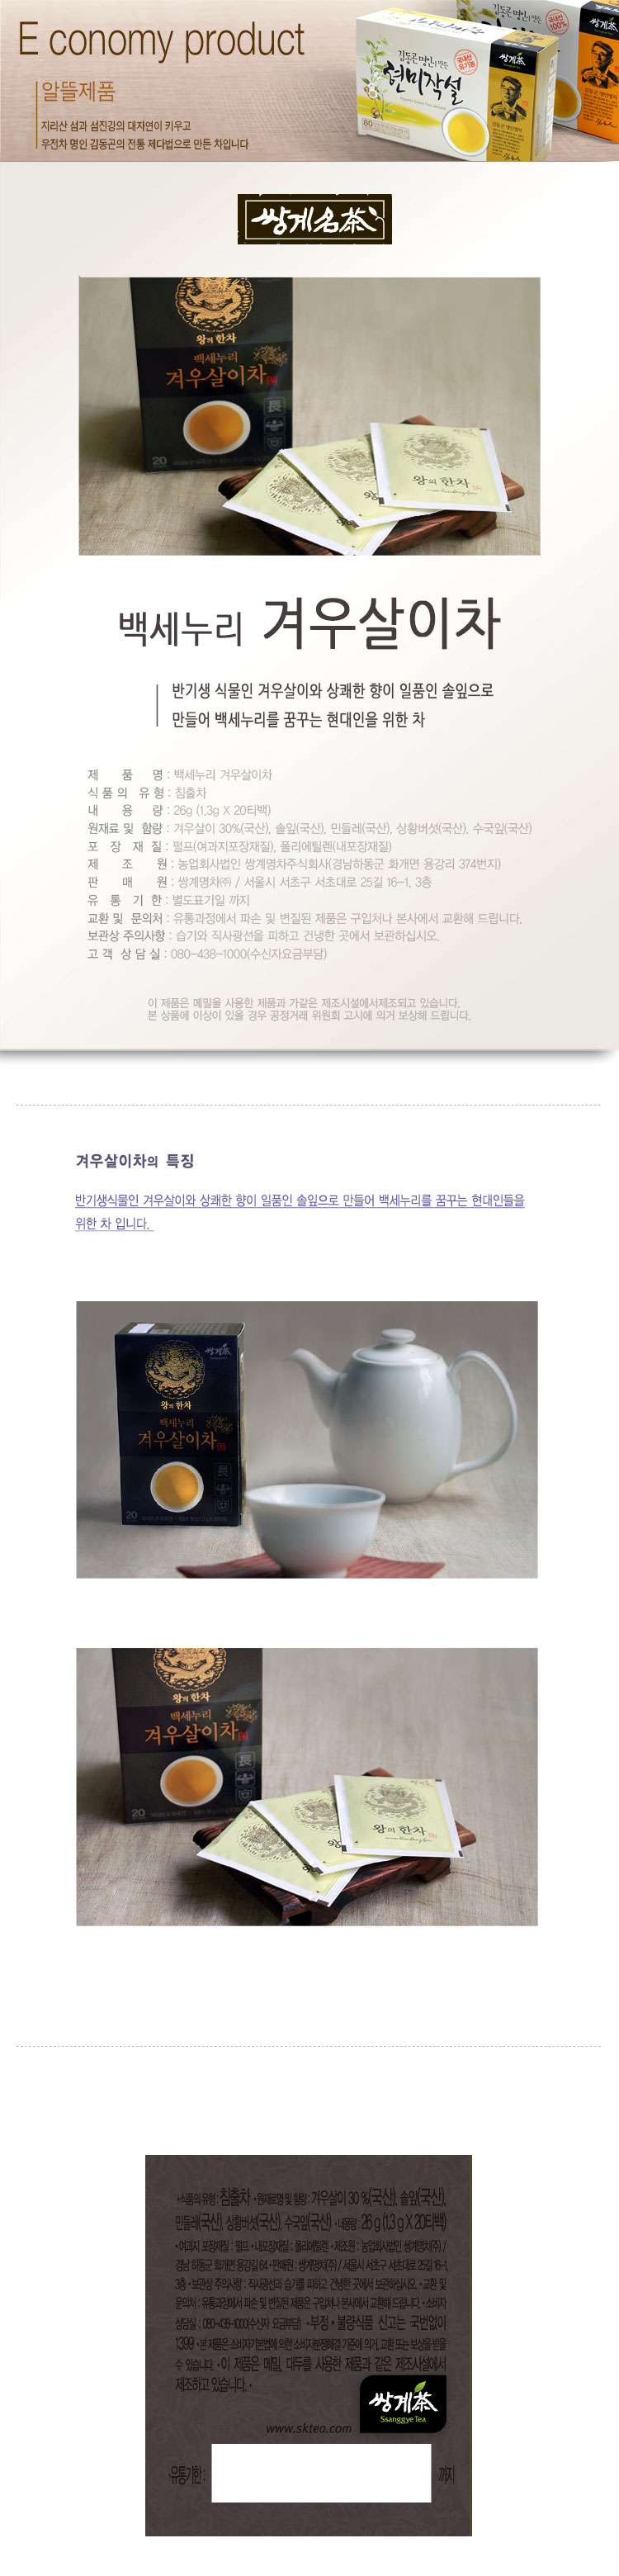 E conomy product
알뜰제품
지리산 섬과 섬진강의 대자연이 키우고
우전차 명인 김동곤의 전통 제다법으로 만든 차입니다
김동곤 명인이 만든
현미작설
국내산
유기농
80
쌍계茶
국내산
100%
쌍계茶
쌍계名茶
왕의 한차
백세누리
겨우살이차
20
왕의 한차
백세누리 겨우살이차
반기생 식물인 겨우살이와 상쾌한 향이 일품인 솔잎으로
만들어 백세누리를 꿈꾸는 현대인을 위한 차
제 품 명 : 백세누리 겨우살이차
식품의 유형 : 침출차
내 용 량 : 26g (1.3g X 20티백)
원재료 및 함량 : 겨우살이 30%(국산), 솔잎(국산), 민들레(국산), 상황버섯(국산), 수국잎(국산)
포 장 재 질 : 펄프(여과지포장재질), 폴리에틸렌(내포장재질)
제 조 원 : 농업회사법인 쌍계명차주식회사(경남하동군 화개면 용강리 374번지)
판 매 원 : 쌍계명차㈜ / 서울시 서초구 서초대로 25길 16-1, 3층
유 통 기 한 : 별도표기일 까지
교환 및 문의처 : 유통과정에서 파손 및 변질된 제품은 구입처나 본사에서 교환해 드립니다.
보관상 주의사항 : 습기와 직사광선을 피하고 건냉한 곳에서 보관하십시오.
고 객 상 담 실 : 080-438-1000(수신자요금부담)
이 제품은 메밀을 사용한 제품과 가같은 제조시설에서제조되고 있습니다.
본 상품에 이상이 있을 경우 공정거래 위원회 고시에 의거 보상해 드립니다.
겨우살이차의 특징
반기생식물인 겨우살이와 상쾌한 향이 일품인 솔잎으로 만들어 백세누리를 꿈꾸는 현대인들을
위한 차 입니다.
쌍계茶
왕의 한차
백세누리
겨우살이차
20
왕의 한차
백세누리
겨우살이차
20
왕의 한차
•식품의 유형 : 침출차 •원재료명 및 함량 : 겨우살이 30 %(국산), 솔잎(국산),
민들레(국산), 상황버섯(국산), 수국잎(국산) •내용량 : 26 g (1.3 g X 20티백)
•여과지 포장재질 : 펄프 •내포장재질 : 폴리에틸렌 •제조원 : 농업회사법인 쌍계명차(주) /
경남 하동군 화개면 용강길 64 •판매원 : 쌍계명차(주) / 서울시 서초구 서초대로 25길 16-1,
3층 •보관상 주의사항 : 직사광선과 습기를 피하고 건냉한 곳에서 보관하십시오. •교환 및
문의처 : 유통과정에서 파손 및 변질된 제품은 구입처나 본사에서 교환해 드립니다. •소비자
상담실 : 080-438-1000(수신자 요금부담) •부정•불량식품 신고는 국번없이
1399 •본 제품은 소비자기본법에 의한 소비자분쟁해결 기준에 의거, 교환 또는 보상을 받을
수 있습니다. •이 제품은 메밀, 대두를 사용한 제품과 같은 제조시설에서
제조하고 있습니다.•
쌍계茶
Ssanggye Tea
www.sktea.com
•유통기한 : 까지